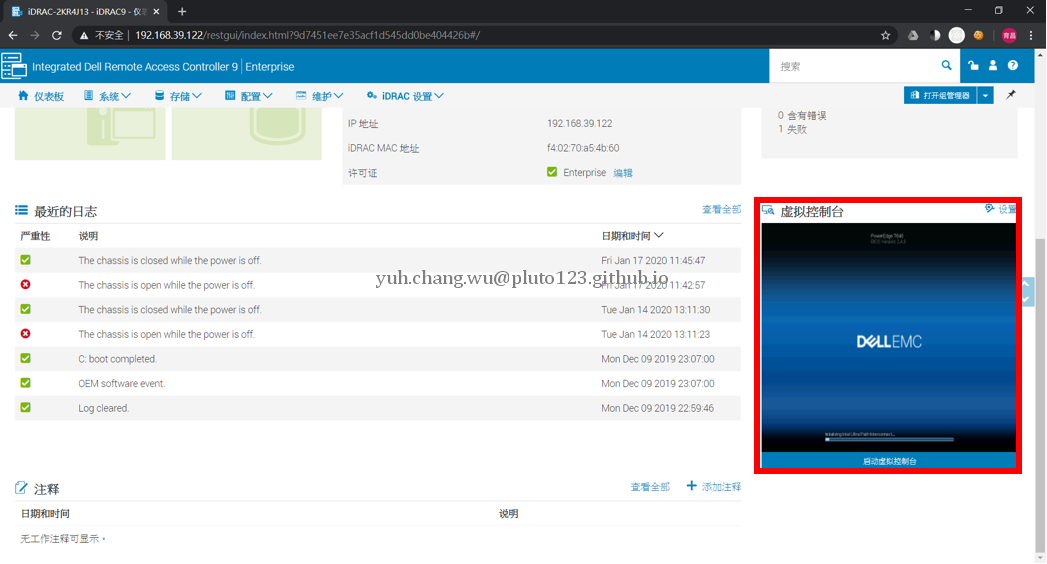 iDRAC-2KR4J13 - iDRAC9 - 仪表
不安全 | 192.168.39.122/restgui/index.html?9d7451ee7e35acf1d545dd0be404426b#/
育昌
Integrated Dell Remote Access Controller 9 | Enterprise
搜索
仪表板 系统 存储 配置 维护 iDRAC 设置
打开组管理器
IP 地址 192.168.39.122
iDRAC MAC 地址 f4:02:70:a5:4b:60
许可证 Enterprise 编辑
0 含有错误
1 失败
最近的日志 查看全部
严重性 说明 日期和时间
The chassis is closed while the power is off. Fri Jan 17 2020 11:45:47
The chassis is open while the power is off. Fri Jan 17 2020 11:42:57
The chassis is closed while the power is off. Tue Jan 14 2020 13:11:30
The chassis is open while the power is off. Tue Jan 14 2020 13:11:23
C: boot completed. Mon Dec 09 2019 23:07:00
OEM software event. Mon Dec 09 2019 23:07:00
Log cleared. Mon Dec 09 2019 22:59:46
yuh.chang.wu@pluto123.github.io
虚拟控制台 设置
DELLEMC
启动虚拟控制台
注释 查看全部 添加注释
日期和时间 说明
无工作注释可显示。